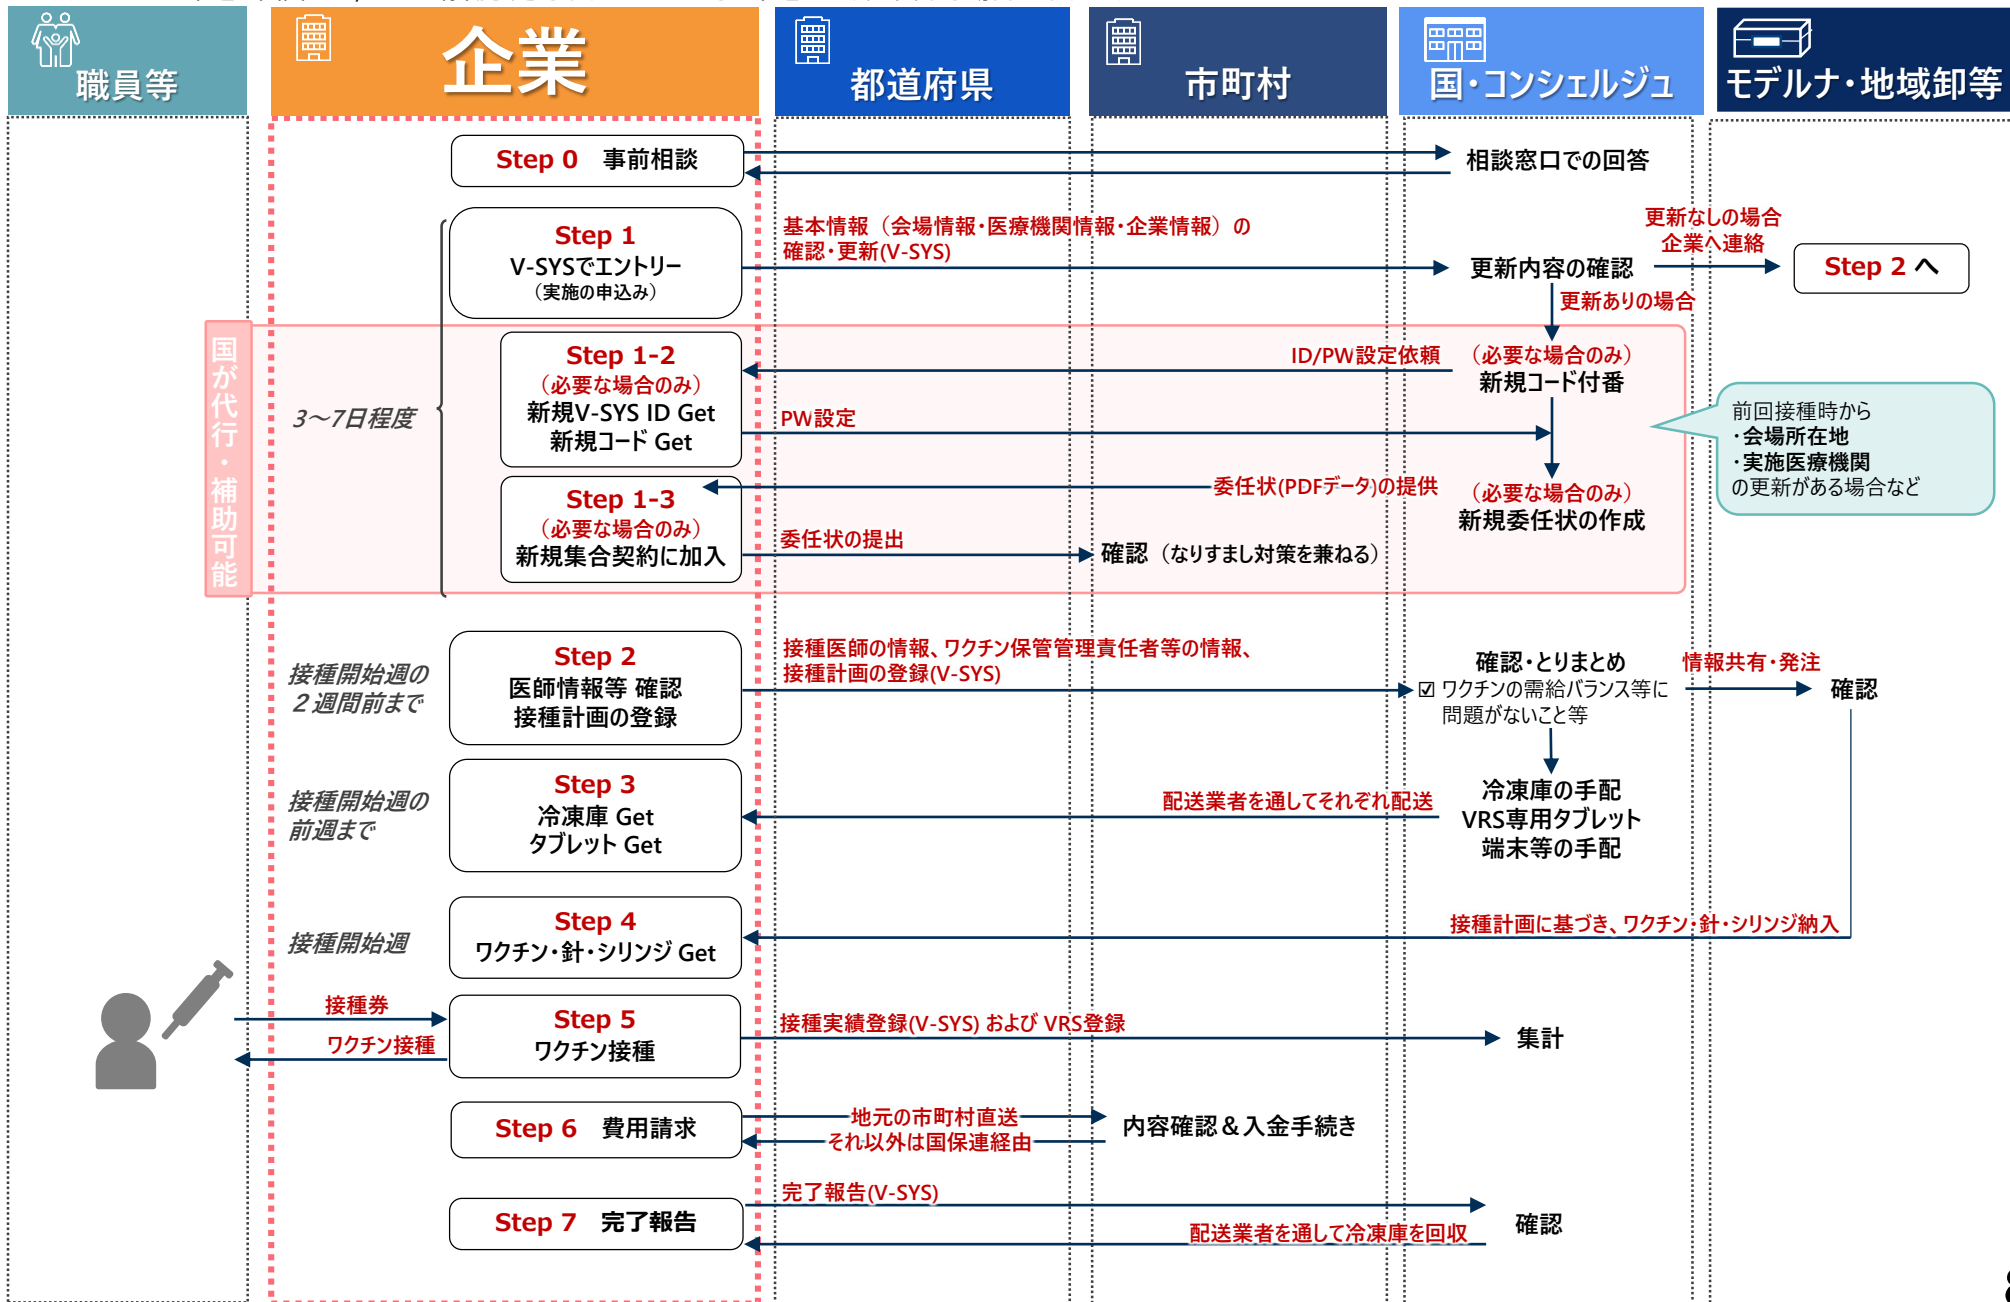 職員等
企業
都道府県
市町村
国・コンシェルジュ
モデルナ・地域卸等
Step 0 事前相談
相談窓口での回答
Step 1
V-SYSでエントリー
（実施の申込み）
基本情報（会場情報・医療機関情報・企業情報）の
確認・更新(V-SYS)
更新内容の確認
更新なしの場合
企業へ連絡
Step 2 へ
更新ありの場合
国が代行・補助可能
3～7日程度
Step 1-2
（必要な場合のみ）
新規V-SYS ID Get
新規コード Get
ID/PW設定依頼
（必要な場合のみ）
新規コード付番
PW設定
前回接種時から
・会場所在地
・実施医療機関
の更新がある場合など
Step 1-3
（必要な場合のみ）
新規集合契約に加入
委任状(PDFデータ)の提供
（必要な場合のみ）
新規委任状の作成
委任状の提出
確認（なりすまし対策を兼ねる）
接種開始週の
２週間前まで
Step 2
医師情報等 確認
接種計画の登録
接種医師の情報、ワクチン保管管理責任者等の情報、
接種計画の登録(V-SYS)
確認・とりまとめ
☑ ワクチンの需給バランス等に
問題がないこと等
情報共有・発注
確認
接種開始週の
前週まで
Step 3
冷凍庫 Get
タブレット Get
配送業者を通してそれぞれ配送
冷凍庫の手配
VRS専用タブレット
端末等の手配
接種開始週
Step 4
ワクチン・針・シリンジ Get
接種計画に基づき、ワクチン・針・シリンジ納入
接種券
ワクチン接種
Step 5
ワクチン接種
接種実績登録(V-SYS) および VRS登録
集計
Step 6 費用請求
地元の市町村直送
それ以外は国保連経由
内容確認＆入金手続き
Step 7 完了報告
完了報告(V-SYS)
配送業者を通して冷凍庫を回収
確認